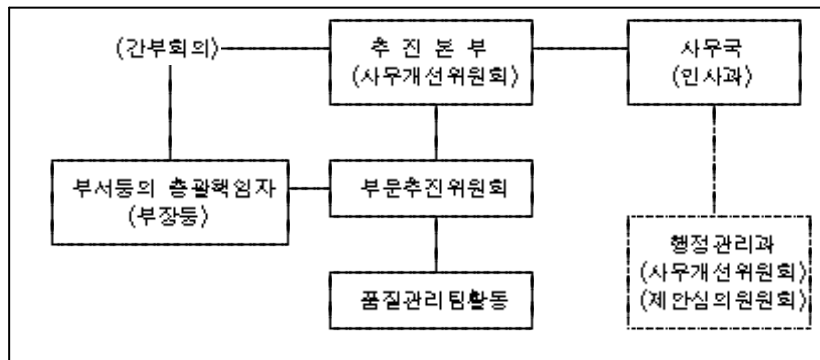 (간부회의)
추 진 본 부
(사무개선위원회)
사무국
(인사과)
부서등의 총괄책임자
(부장등)
부문추진위원회
행정관리과
(사무개선위원회)
(제안심의원원회)
품질관리팀활동